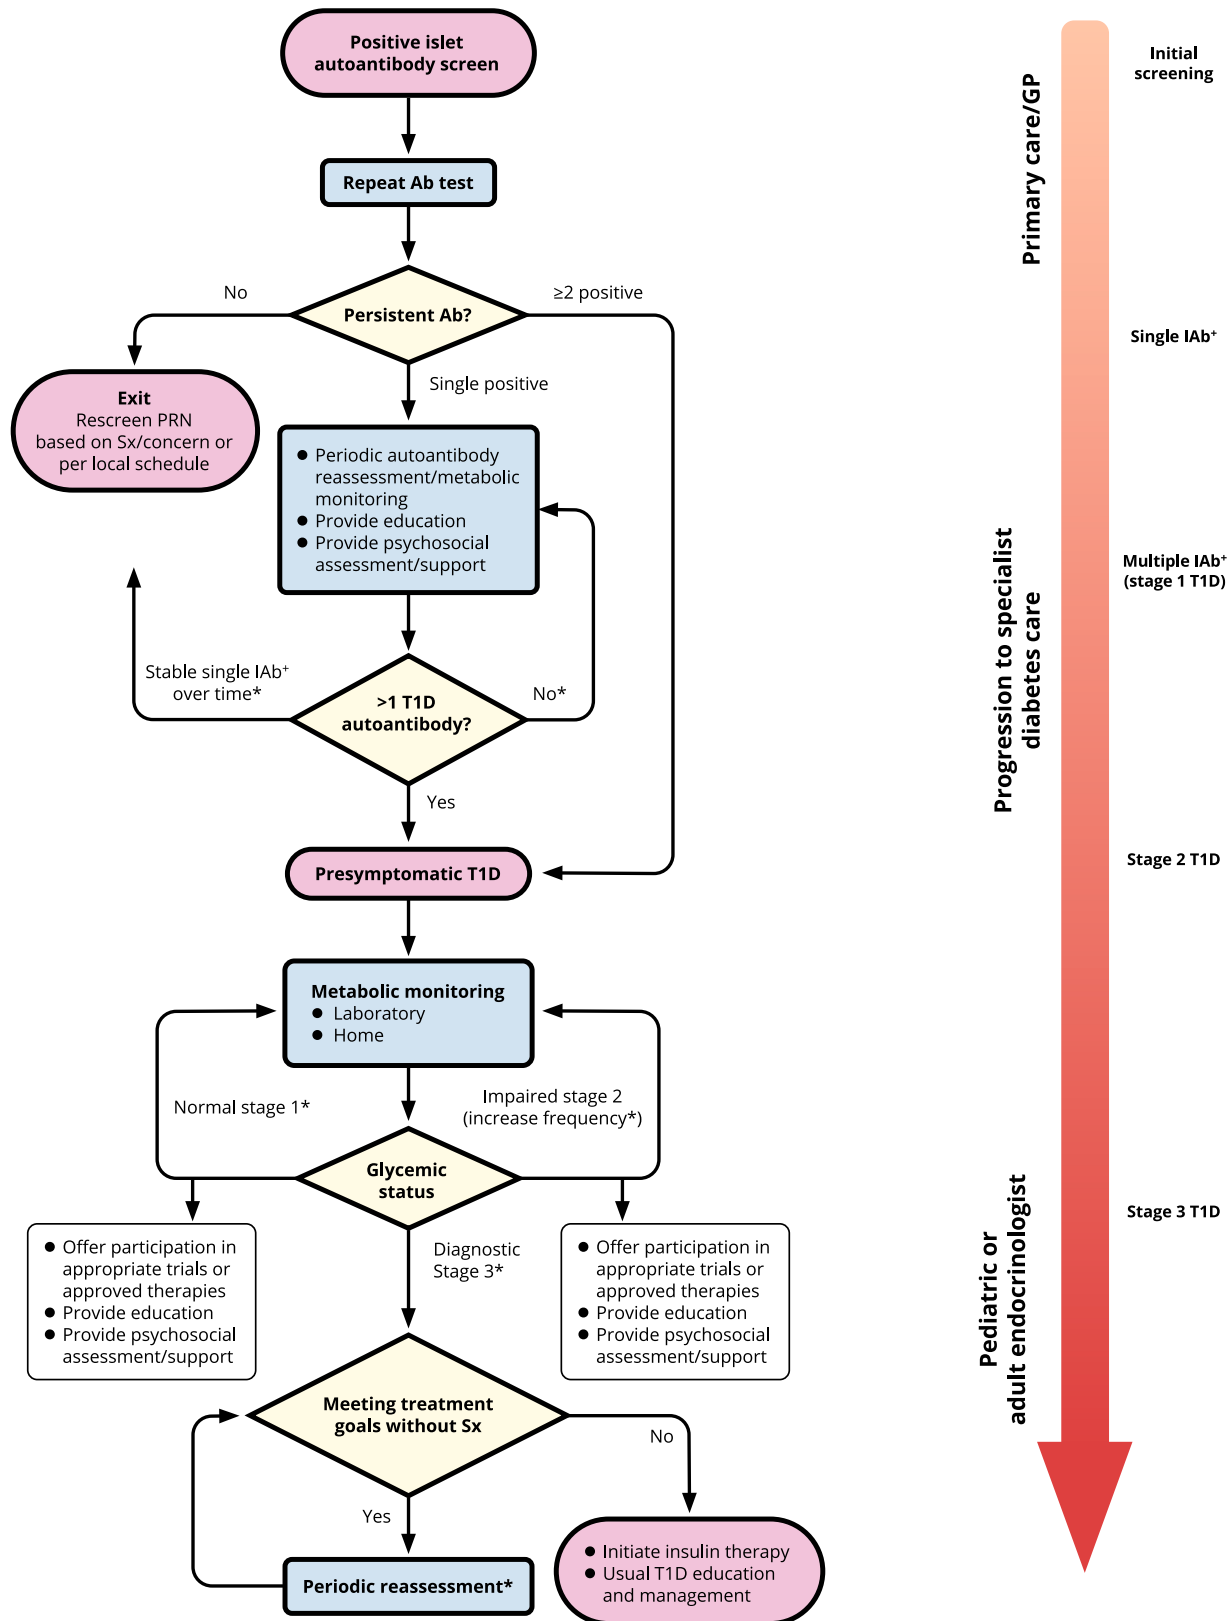 Positive islet
autoantibody screen
Repeat Ab test
Persistent Ab?
No
≥2 positive
Single positive
Exit
Rescreen PRN
based on Sx/concern or
per local schedule
● Periodic autoantibody
reassessment/metabolic
monitoring
● Provide education
● Provide psychosocial
assessment/support
Stable single IAb⁺
over time*
>1 T1D
autoantibody?
No*
Yes
Presymptomatic T1D
Metabolic monitoring
● Laboratory
● Home
Normal stage 1*
Impaired stage 2
(increase frequency*)
Glycemic
status
● Offer participation in
appropriate trials or
approved therapies
● Provide education
● Provide psychosocial
assessment/support
Diagnostic
Stage 3*
● Offer participation in
appropriate trials or
approved therapies
● Provide education
● Provide psychosocial
assessment/support
Meeting treatment
goals without Sx
No
Yes
Periodic reassessment*
● Initiate insulin therapy
● Usual T1D education
and management
Primary care/GP
Progression to specialist
diabetes care
Pediatric or
adult endocrinologist
Initial
screening
Single IAb⁺
Multiple IAb⁺
(stage 1 T1D)
Stage 2 T1D
Stage 3 T1D